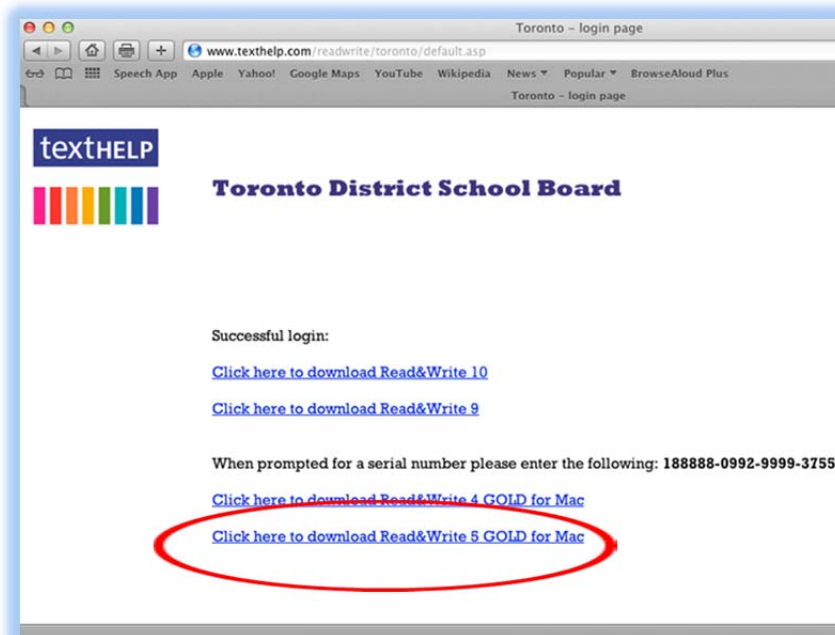 Toronto – login page
www.texthelp.com/readwrite/toronto/default.asp
Speech App Apple Yahoo! Google Maps YouTube Wikipedia News Popular BrowseAloud Plus
Toronto – login page
textHELP
Toronto District School Board
Successful login:
Click here to download Read&Write 10
Click here to download Read&Write 9
When prompted for a serial number please enter the following: 188888-0992-9999-3755
Click here to download Read&Write 4 GOLD for Mac
Click here to download Read&Write 5 GOLD for Mac